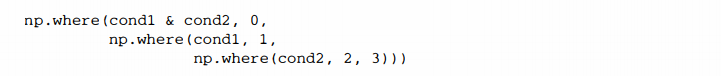 np.where(cond1 & cond2, 0,
         np.where(cond1, 1,
                  np.where(cond2, 2, 3)))